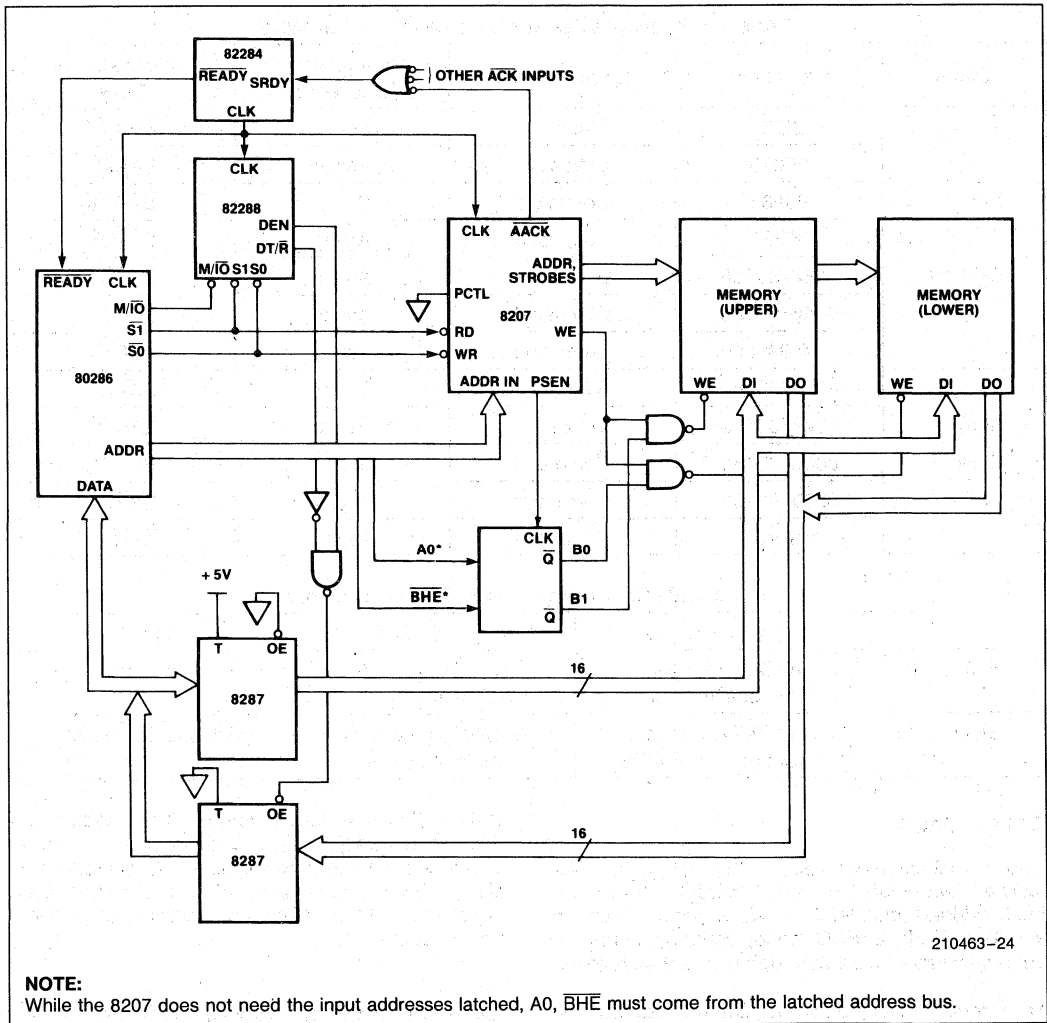 82284
READY SRDY
CLK
} OTHER ACK INPUTS
CLK
82288
DEN
DT/R
M/IO S1 S0
READY CLK
M/IO
S1
S0
80286
ADDR
DATA
CLK AACK
ADDR,
STROBES
PCTL
8207
RD
WE
WR
ADDR IN PSEN
MEMORY
(UPPER)
WE DI DO
MEMORY
(LOWER)
WE DI DO
CLK
A0*
Q B0
BHE*
Q B1
+5V
T OE
8287
16
T OE
8287
16
210463–24
NOTE:
While the 8207 does not need the input addresses latched, A0, BHE must come from the latched address bus.